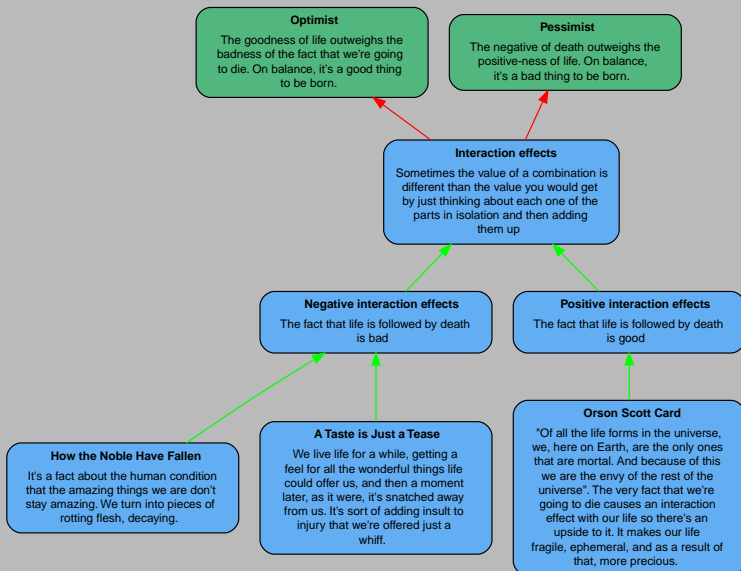 Optimist
The goodness of life outweighs the
badness of the fact that we're going
to die. On balance, it's a good thing
to be born.
Pessimist
The negative of death outweighs the
positive-ness of life. On balance,
it's a bad thing to be born.
Interaction effects
Sometimes the value of a combination is
different than the value you would get
by just thinking about each one of the
parts in isolation and then adding
them up
Negative interaction effects
The fact that life is followed by death
is bad
Positive interaction effects
The fact that life is followed by death
is good
How the Noble Have Fallen
It's a fact about the human condition
that the amazing things we are don't
stay amazing. We turn into pieces of
rotting flesh, decaying.
A Taste is Just a Tease
We live life for a while, getting a
feel for all the wonderful things life
could offer us, and then a moment
later, as it were, it's snatched away
from us. It's sort of adding insult to
injury that we're offered just a
whiff.
Orson Scott Card
"Of all the life forms in the universe,
we, here on Earth, are the only ones
that are mortal. And because of this
we are the envy of the rest of the
universe". The very fact that we're
going to die causes an interaction
effect with our life so there's an
upside to it. It makes our life
fragile, ephemeral, and as a result of
that, more precious.